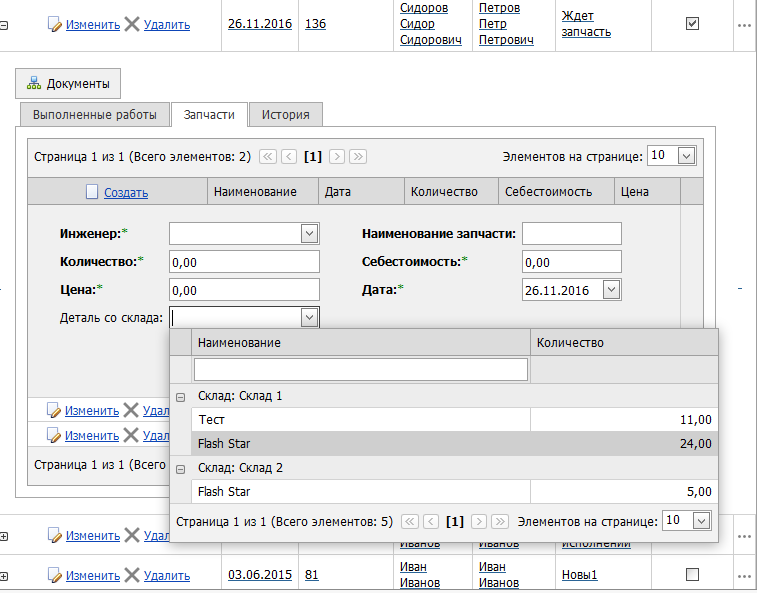 Изменить Удалить 26.11.2016 136 Сидоров Сидор Сидорович Петров Петр Петрович Ждет запчасть ...
Документы
Выполненные работы Запчасти История
Страница 1 из 1 (Всего элементов: 2) [1] Элементов на странице: 10
Создать Наименование Дата Количество Себестоимость Цена
Инженер:* Наименование запчасти:
Количество:* 0,00 Себестоимость:* 0,00
Цена:* 0,00 Дата:* 26.11.2016
Деталь со склада:
Наименование Количество
Склад: Склад 1
Изменить Удал Тест 11,00
Изменить Удал Flash Star 24,00
Страница 1 из 1 (Всего Склад: Склад 2
Flash Star 5,00
Страница 1 из 1 (Всего элементов: 5) [1] Элементов на странице: 10
Изменить Удал Иванов Иванов исполнении ...
Изменить Удалить 03.06.2015 81 Иван Иванов Иван Иванов Новы1 ...